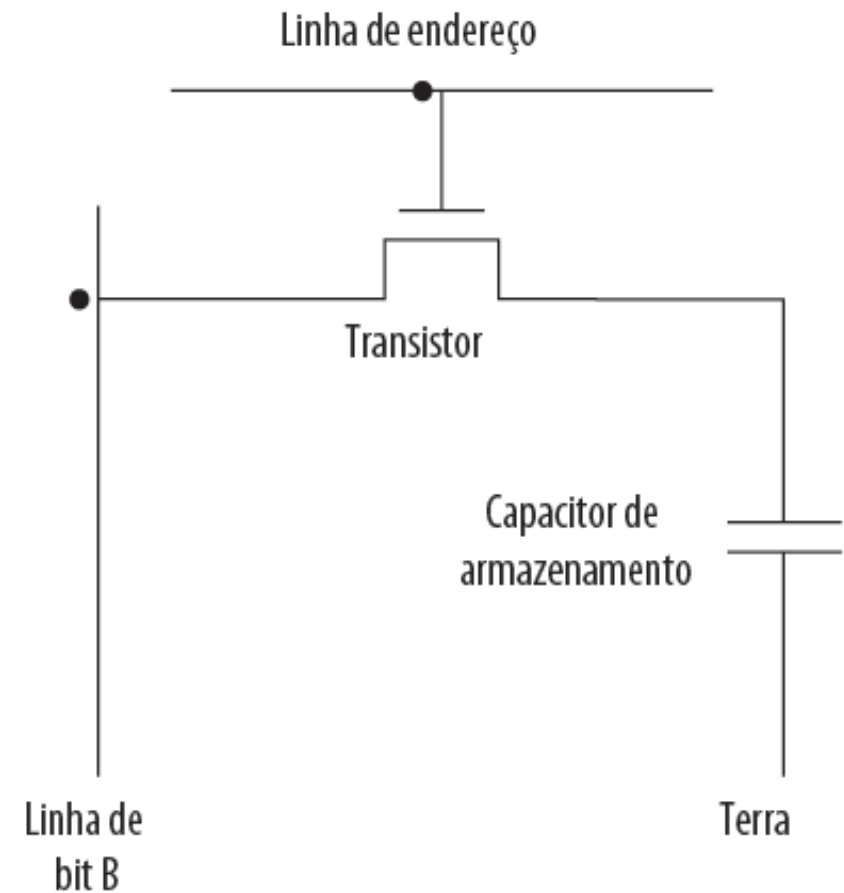 Linha de endereço
Transistor
Capacitor de
armazenamento
Linha de
bit B
Terra